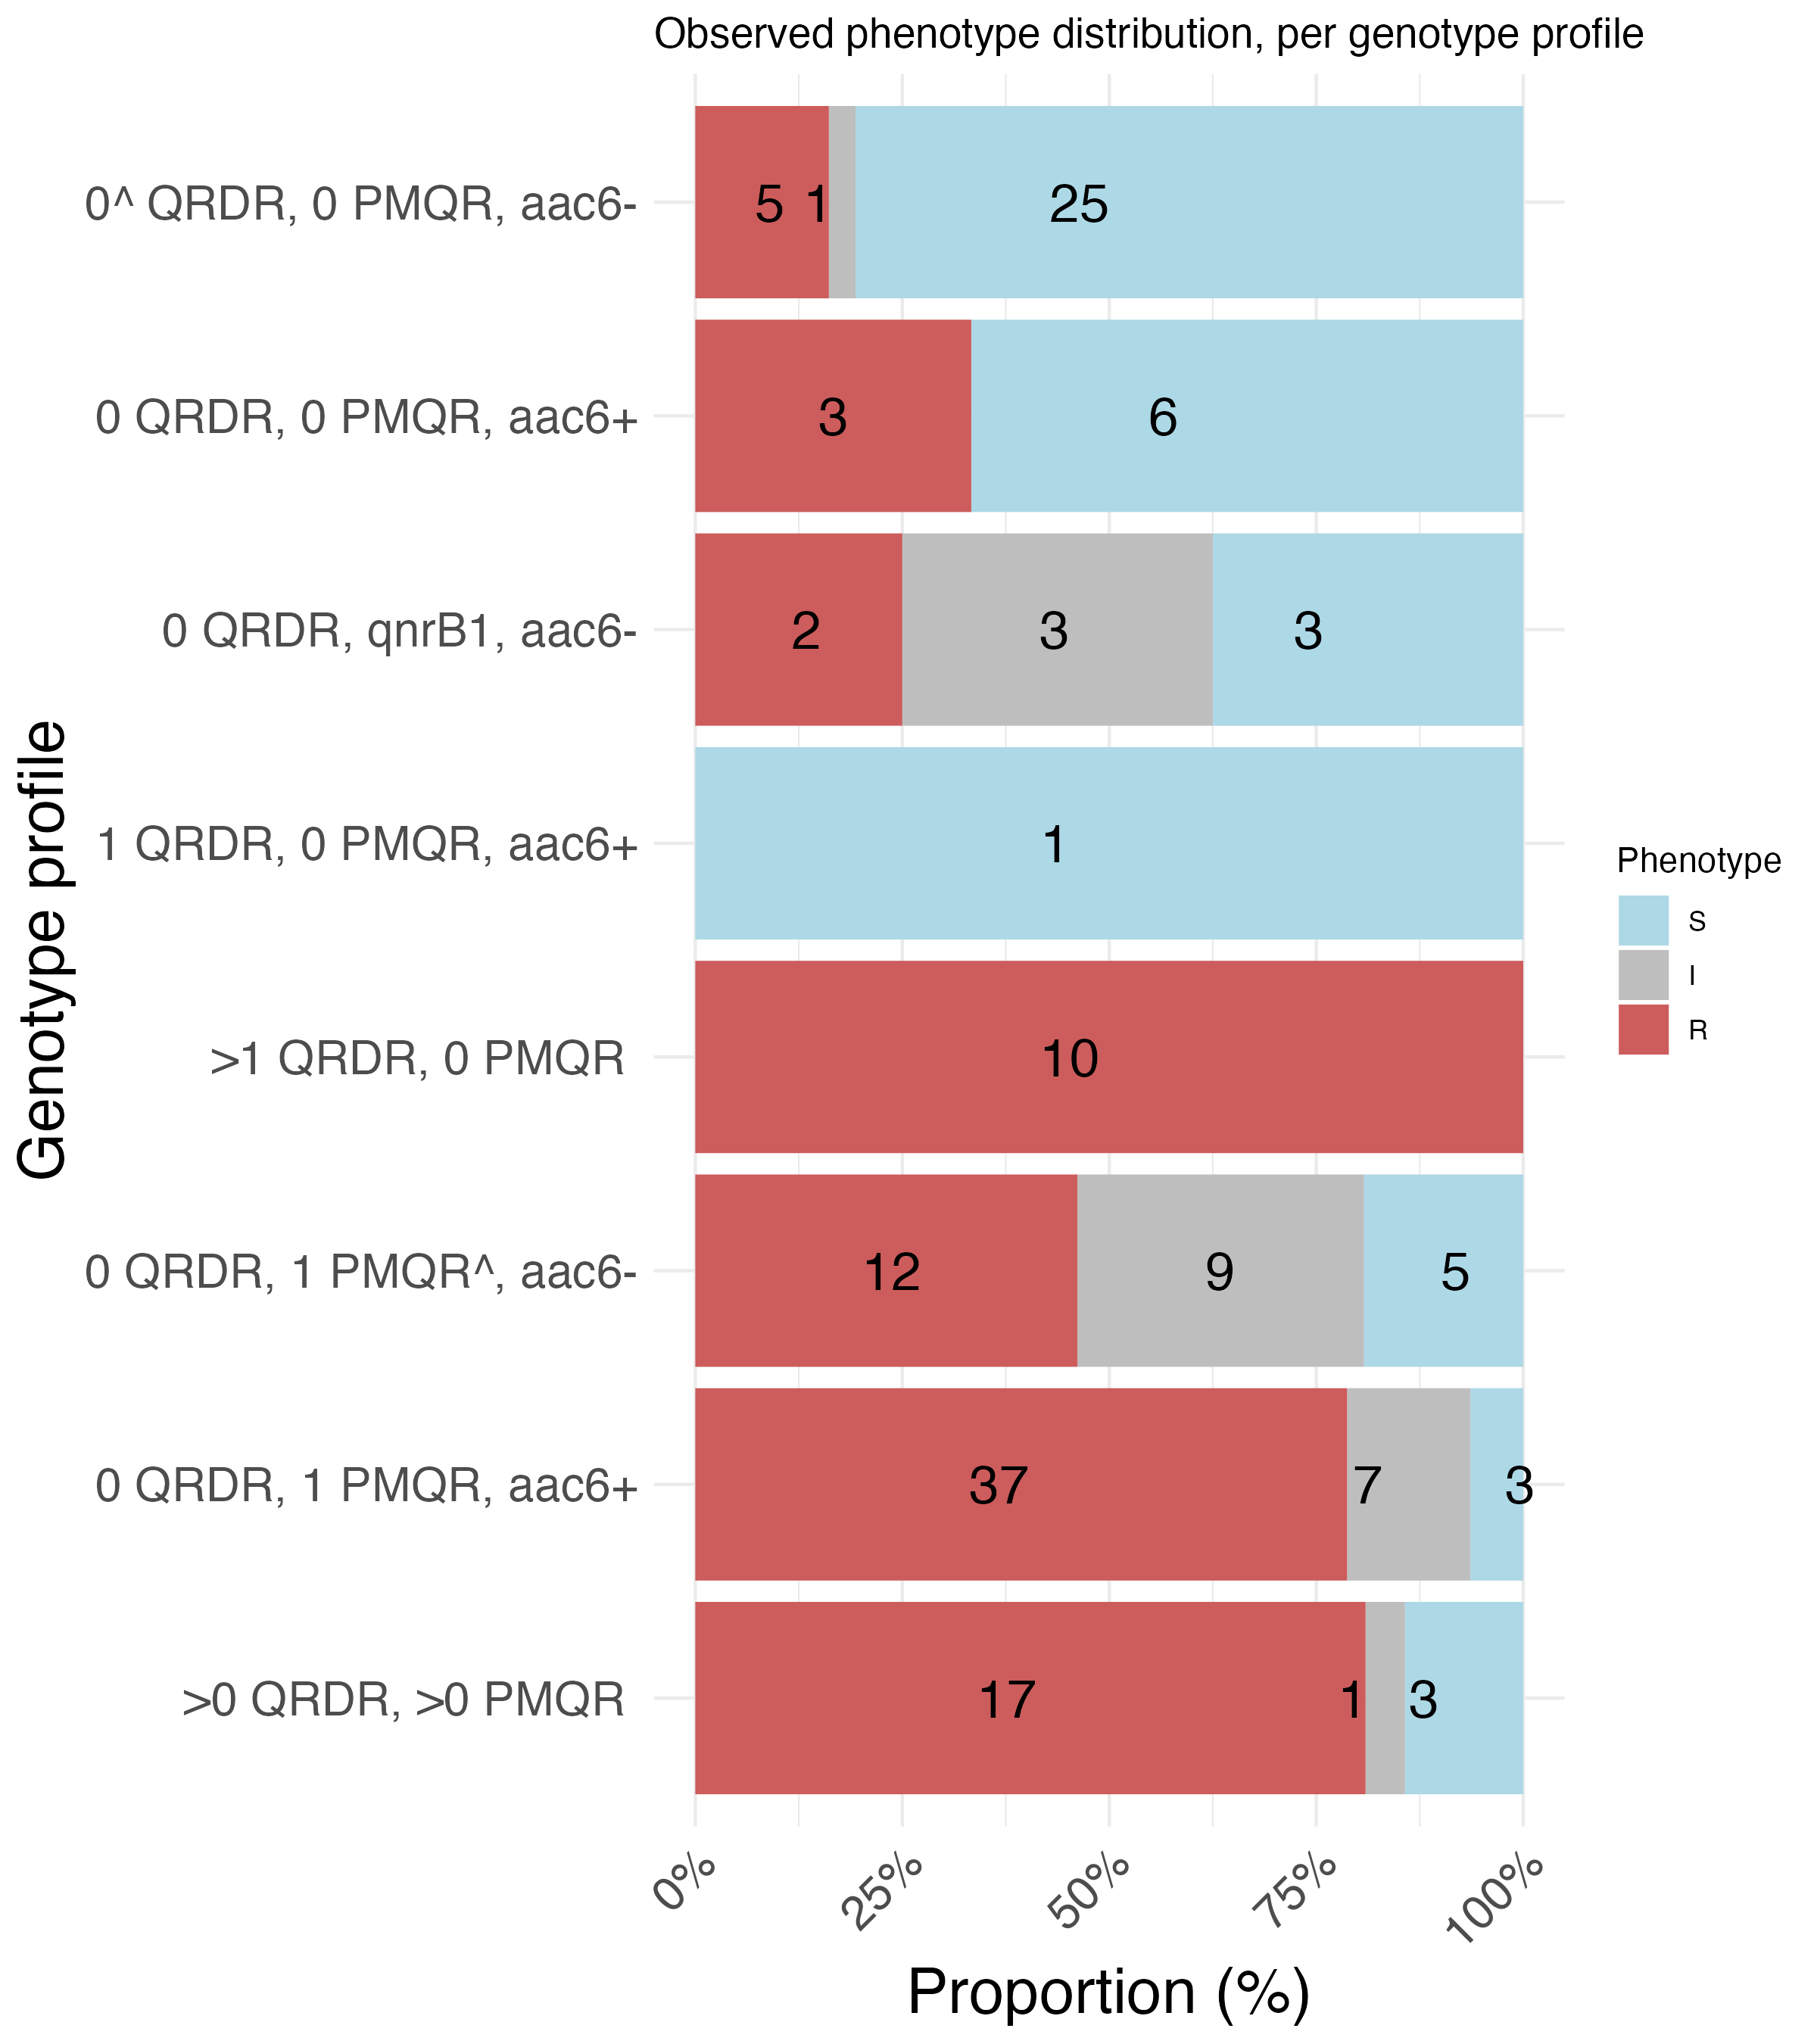 Observed phenotype distribution, per genotype profile
Genotype profile
0^ QRDR, 0 PMQR, aac6-
5 1 25
0 QRDR, 0 PMQR, aac6+
3 6
0 QRDR, qnrB1, aac6-
2 3 3
1 QRDR, 0 PMQR, aac6+
1
>1 QRDR, 0 PMQR
10
0 QRDR, 1 PMQR^, aac6-
12 9 5
0 QRDR, 1 PMQR, aac6+
37 7 3
>0 QRDR, >0 PMQR
17 1 3
0% 25% 50% 75% 100%
Proportion (%)
Phenotype
S
I
R